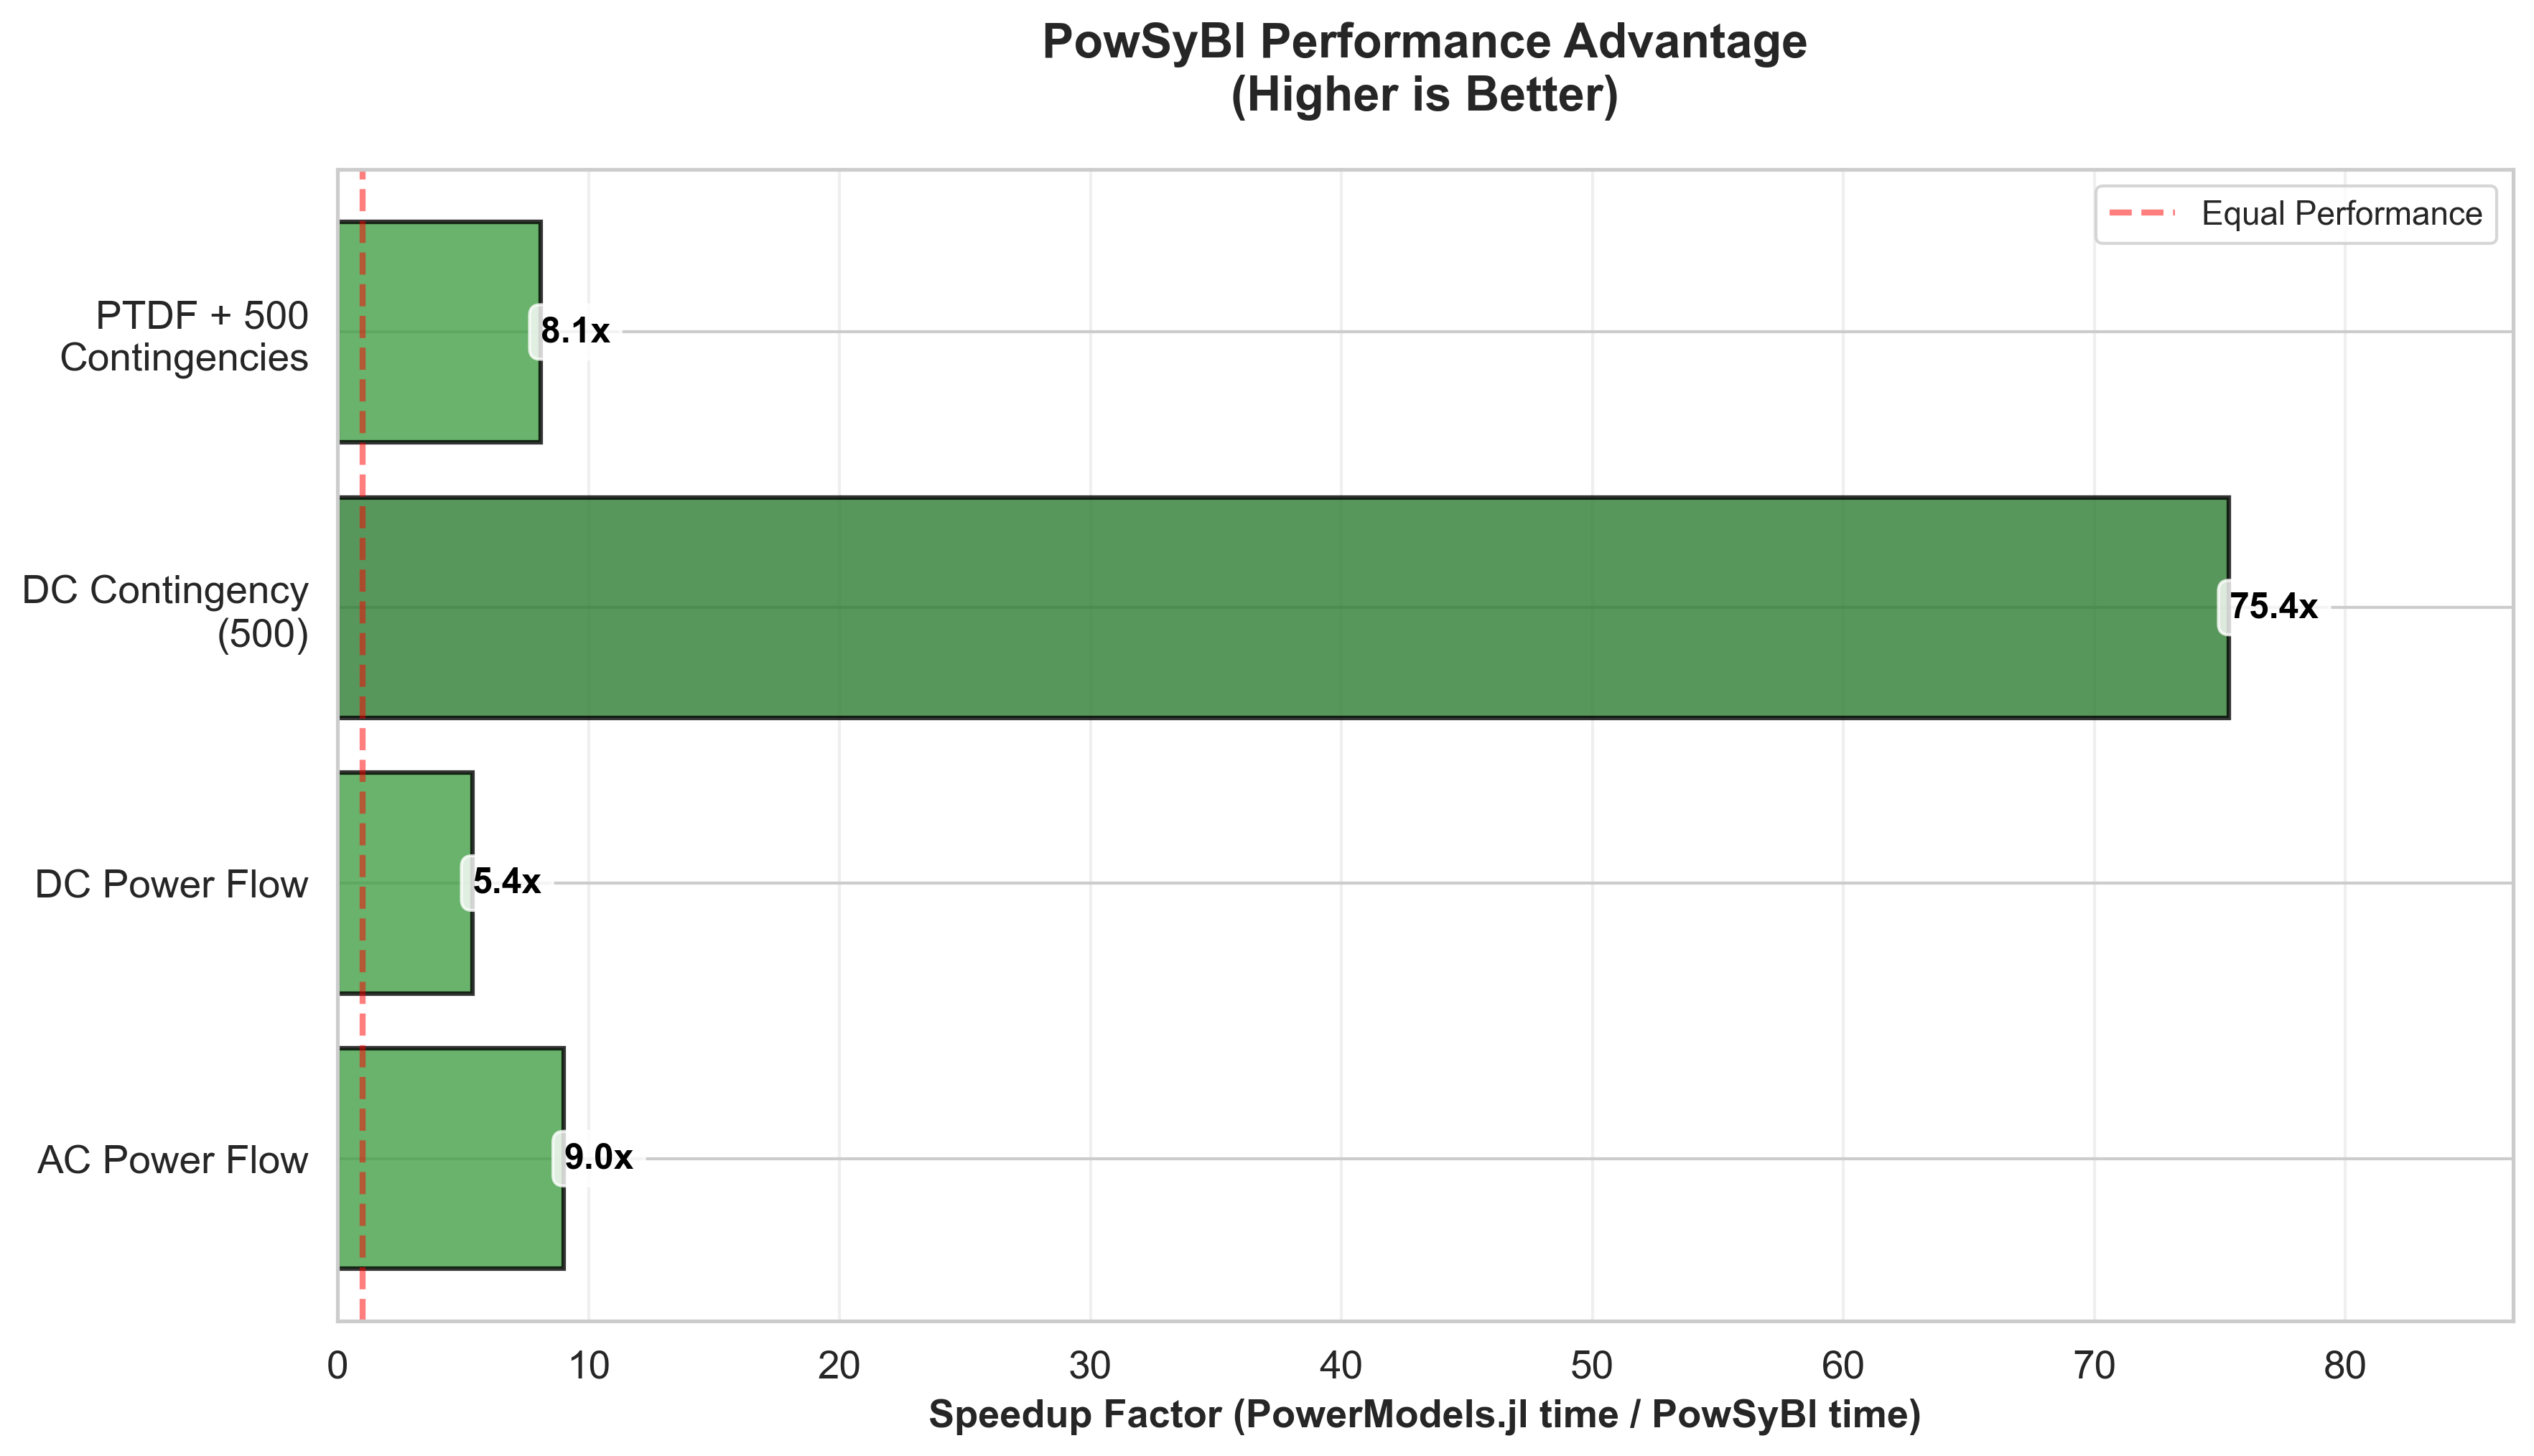 PowSyBl Performance Advantage
(Higher is Better)
Equal Performance
PTDF + 500
Contingencies
8.1x
DC Contingency
(500)
75.4x
DC Power Flow
5.4x
AC Power Flow
9.0x
0 10 20 30 40 50 60 70 80
Speedup Factor (PowerModels.jl time / PowSyBl time)